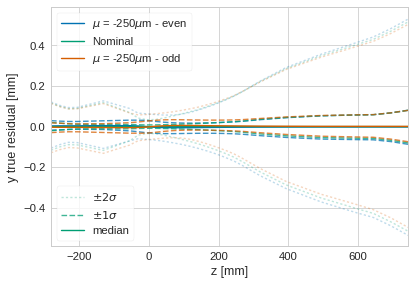 μ = -250μm - even
Nominal
μ = -250μm - odd
±2σ
±1σ
median
y true residual [mm]
0.4
0.2
0.0
−0.2
−0.4
−200
0
200
400
600
z [mm]